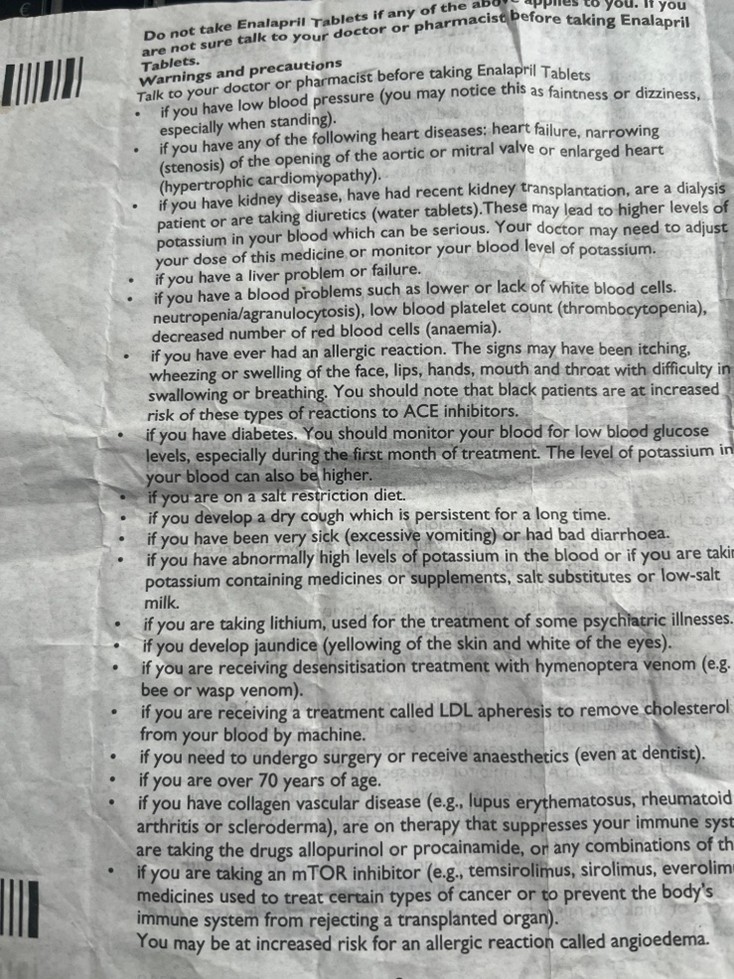 Do not take Enalapril Tablets if any of the above applies to you. If you
are not sure talk to your doctor or pharmacist before taking Enalapril
Tablets.
Warnings and precautions
Talk to your doctor or pharmacist before taking Enalapril Tablets
• if you have low blood pressure (you may notice this as faintness or dizziness,
especially when standing).
• if you have any of the following heart diseases: heart failure, narrowing
(stenosis) of the opening of the aortic or mitral valve or enlarged heart
(hypertrophic cardiomyopathy).
• if you have kidney disease, have had recent kidney transplantation, are a dialysis
patient or are taking diuretics (water tablets).These may lead to higher levels of
potassium in your blood which can be serious. Your doctor may need to adjust
your dose of this medicine or monitor your blood level of potassium.
• if you have a liver problem or failure.
• if you have a blood problems such as lower or lack of white blood cells.
neutropenia/agranulocytosis), low blood platelet count (thrombocytopenia),
decreased number of red blood cells (anaemia).
• if you have ever had an allergic reaction. The signs may have been itching,
wheezing or swelling of the face, lips, hands, mouth and throat with difficulty in
swallowing or breathing. You should note that black patients are at increased
risk of these types of reactions to ACE inhibitors.
• if you have diabetes. You should monitor your blood for low blood glucose
levels, especially during the first month of treatment. The level of potassium in
your blood can also be higher.
• if you are on a salt restriction diet.
• if you develop a dry cough which is persistent for a long time.
• if you have been very sick (excessive vomiting) or had bad diarrhoea.
• if you have abnormally high levels of potassium in the blood or if you are takin
potassium containing medicines or supplements, salt substitutes or low-salt
milk.
• if you are taking lithium, used for the treatment of some psychiatric illnesses.
• if you develop jaundice (yellowing of the skin and white of the eyes).
• if you are receiving desensitisation treatment with hymenoptera venom (e.g.
bee or wasp venom).
• if you are receiving a treatment called LDL apheresis to remove cholesterol
from your blood by machine.
• if you need to undergo surgery or receive anaesthetics (even at dentist).
• if you are over 70 years of age.
• if you have collagen vascular disease (e.g., lupus erythematosus, rheumatoid
arthritis or scleroderma), are on therapy that suppresses your immune syst
are taking the drugs allopurinol or procainamide, or any combinations of th
• if you are taking an mTOR inhibitor (e.g., temsirolimus, sirolimus, everolim
medicines used to treat certain types of cancer or to prevent the body's
immune system from rejecting a transplanted organ).
You may be at increased risk for an allergic reaction called angioedema.